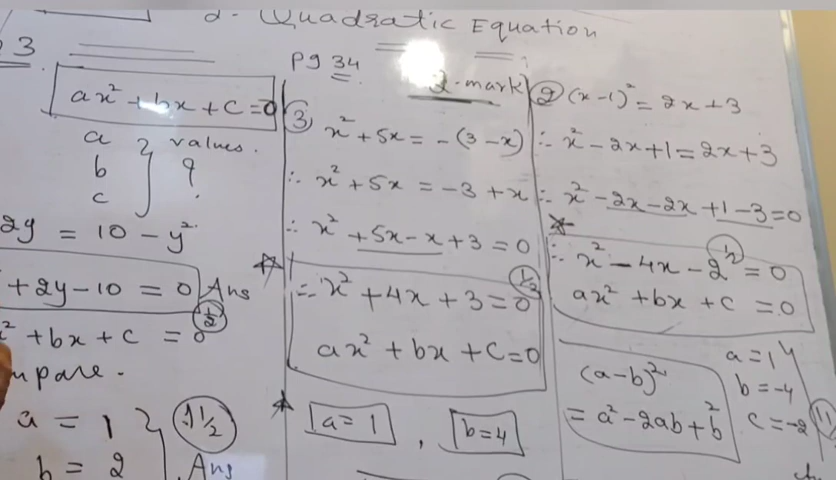 2. Quadratic Equation
3
ax² + bx + c = 0
a
b
c
} values.
?
2y = 10 - y²
+ 2y - 10 = 0 Ans
1/2
x² + bx + c = 0
mpare.
a = 1
b = 2
} 1 1/2
Ans
Pg 34
2-mark
③ x² + 5x = -(3 - x)
∴ x² + 5x = -3 + x
∴ x² + 5x - x + 3 = 0
∴ x² + 4x + 3 = 0
1/2
ax² + bx + c = 0
a = 1 , b = 4
② (x - 1)² = 2x + 3
∴ x² - 2x + 1 = 2x + 3
∴ x² - 2x - 2x + 1 - 3 = 0
∴ x² - 4x - 2 = 0
1/2
ax² + bx + c = 0
(a - b)²
= a² - 2ab + b²
a = 1
b = -4
c = -2